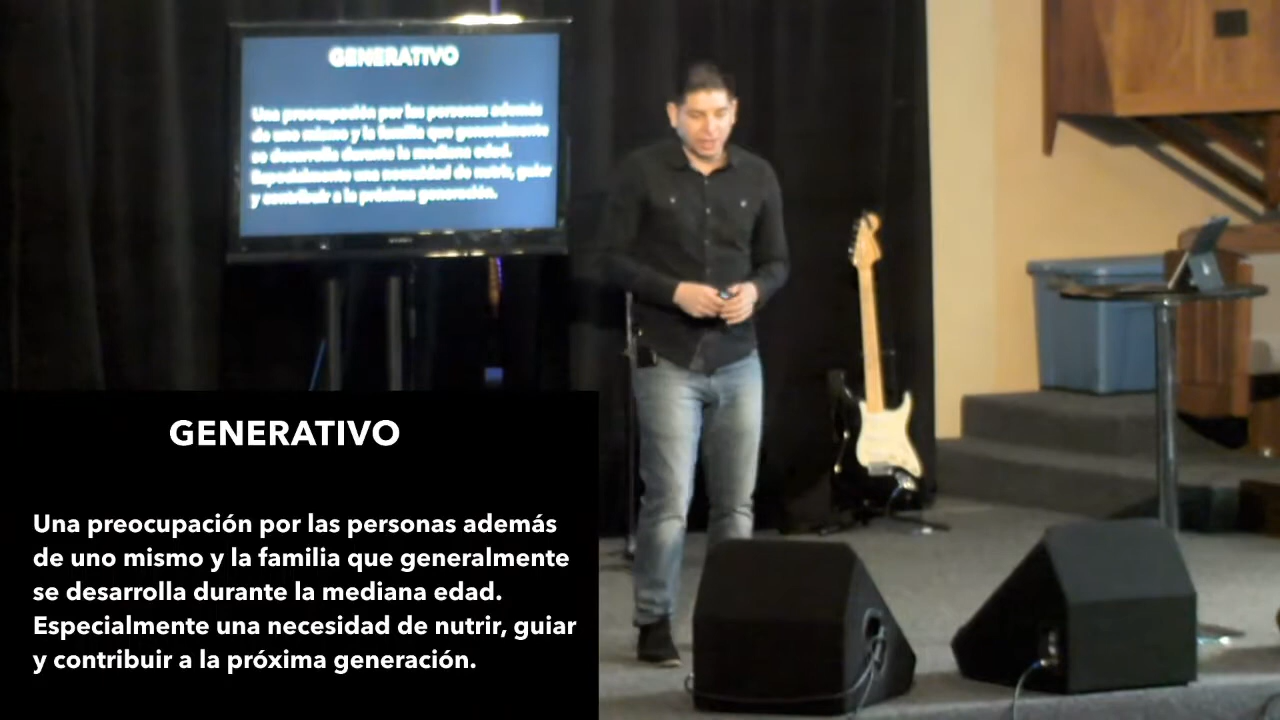 GENERATIVO
Una preocupación por las personas además
de uno mismo y la familia que generalmente
se desarrolla durante la mediana edad.
Especialmente una necesidad de nutrir, guiar
y contribuir a la próxima generación.
GENERATIVO
Una preocupación por las personas además
de uno mismo y la familia que generalmente
se desarrolla durante la mediana edad.
Especialmente una necesidad de nutrir, guiar
y contribuir a la próxima generación.